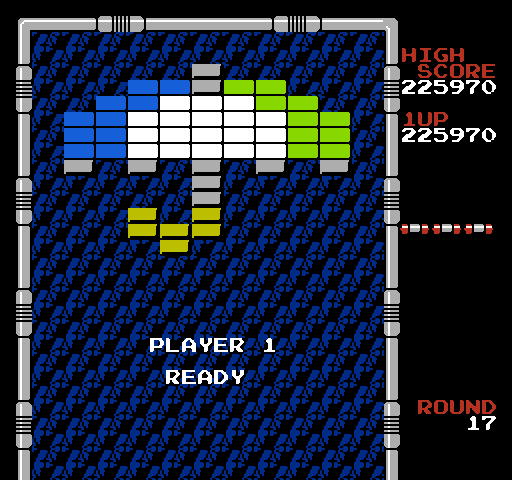 HIGH
SCORE
225970
1UP
225970
PLAYER 1
READY
ROUND
17